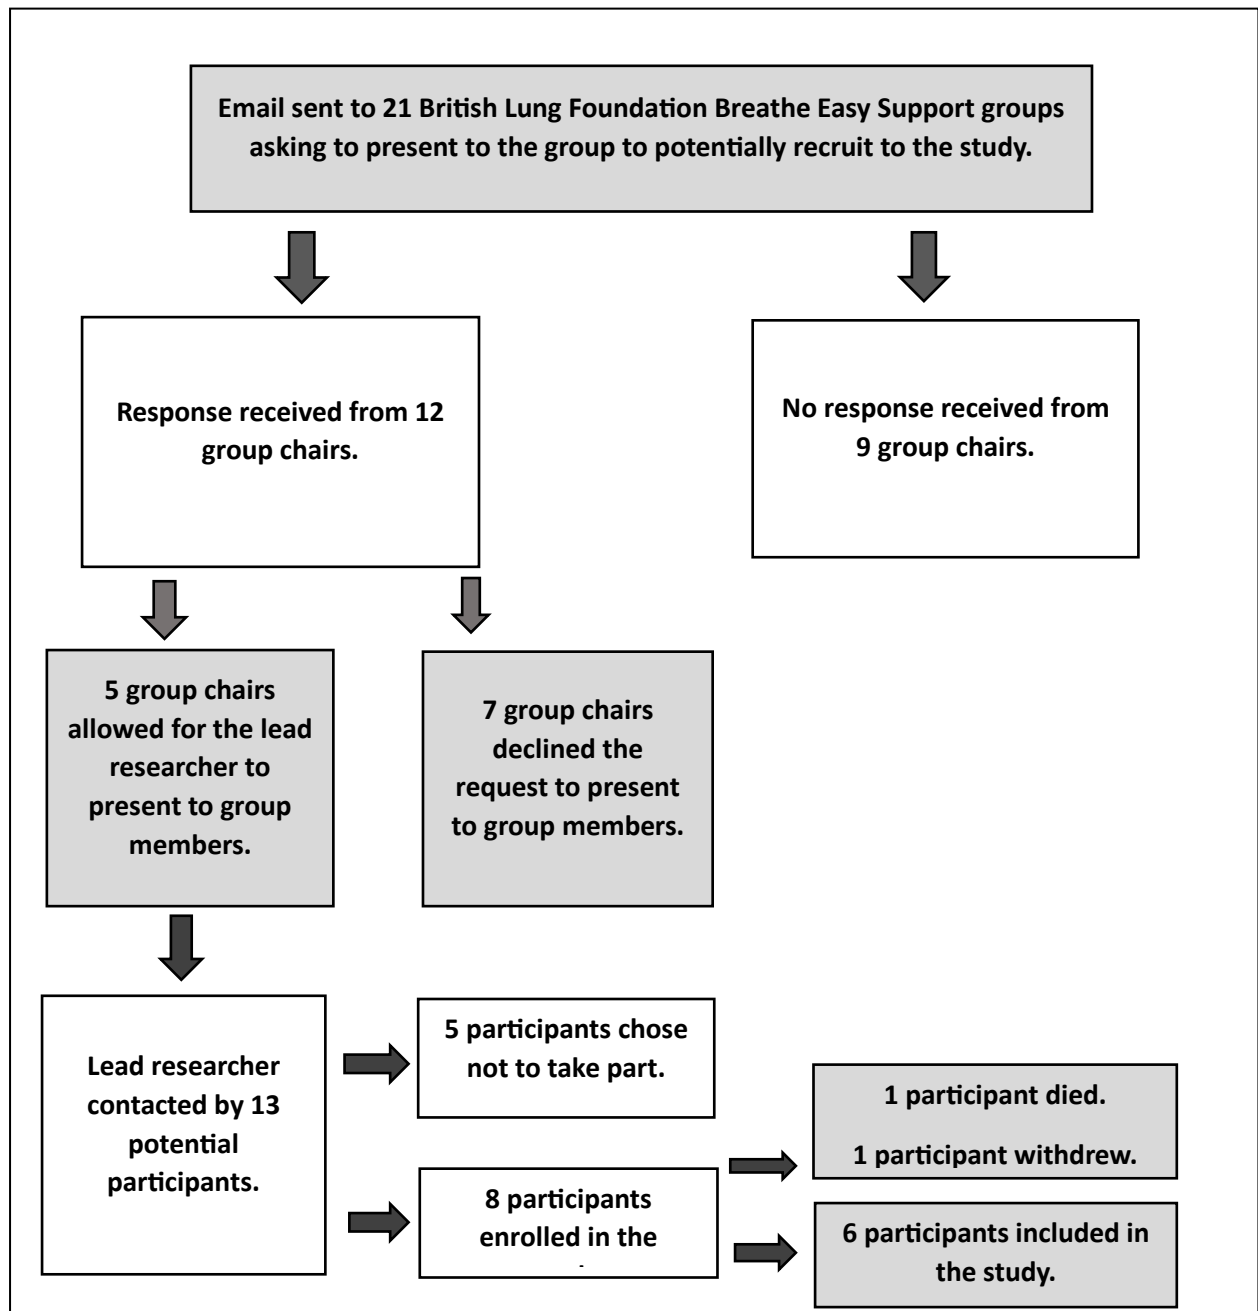 Email sent to 21 British Lung Foundation Breathe Easy Support groups
asking to present to the group to potentially recruit to the study.
Response received from 12
group chairs.
No response received from
9 group chairs.
5 group chairs
allowed for the lead
researcher to
present to group
members.
7 group chairs
declined the
request to present
to group members.
Lead researcher
contacted by 13
potential
participants.
5 participants chose
not to take part.
8 participants
enrolled in the
1 participant died.
1 participant withdrew.
6 participants included in
the study.